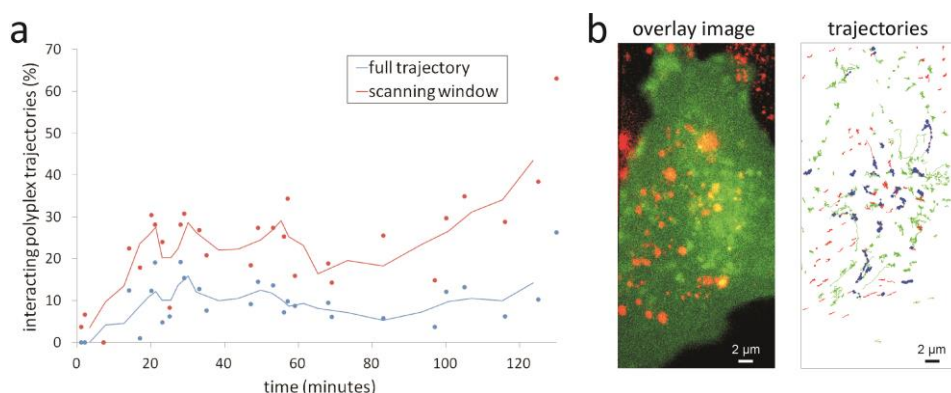 a
70
60
50
40
30
20
10
0
interacting polyplex trajectories (%)
full trajectory
scanning window
0 20 40 60 80 100 120
time (minutes)
b
overlay image trajectories
2 µm 2 µm